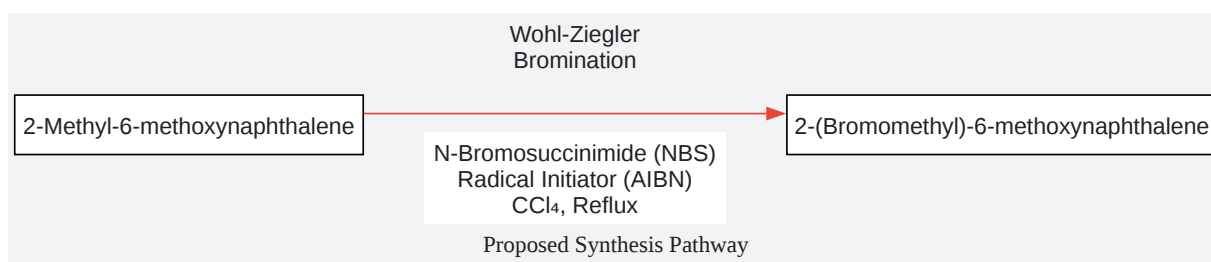 Wohl-Ziegler
Bromination
2-Methyl-6-methoxynaphthalene
2-(Bromomethyl)-6-methoxynaphthalene
N-Bromosuccinimide (NBS)
Radical Initiator (AIBN)
CCl₄, Reflux
Proposed Synthesis Pathway